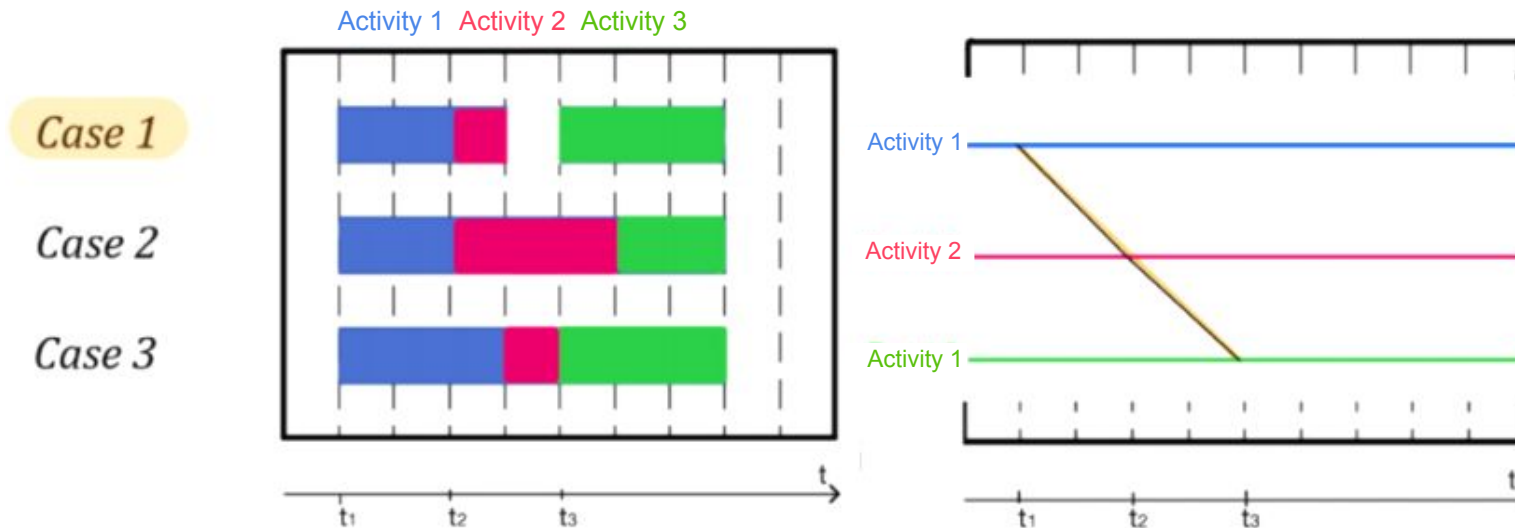 Activity 1 Activity 2 Activity 3
Case 1
Case 2
Case 3
t
t1 t2 t3
Activity 1
Activity 2
Activity 1
t
t1 t2 t3